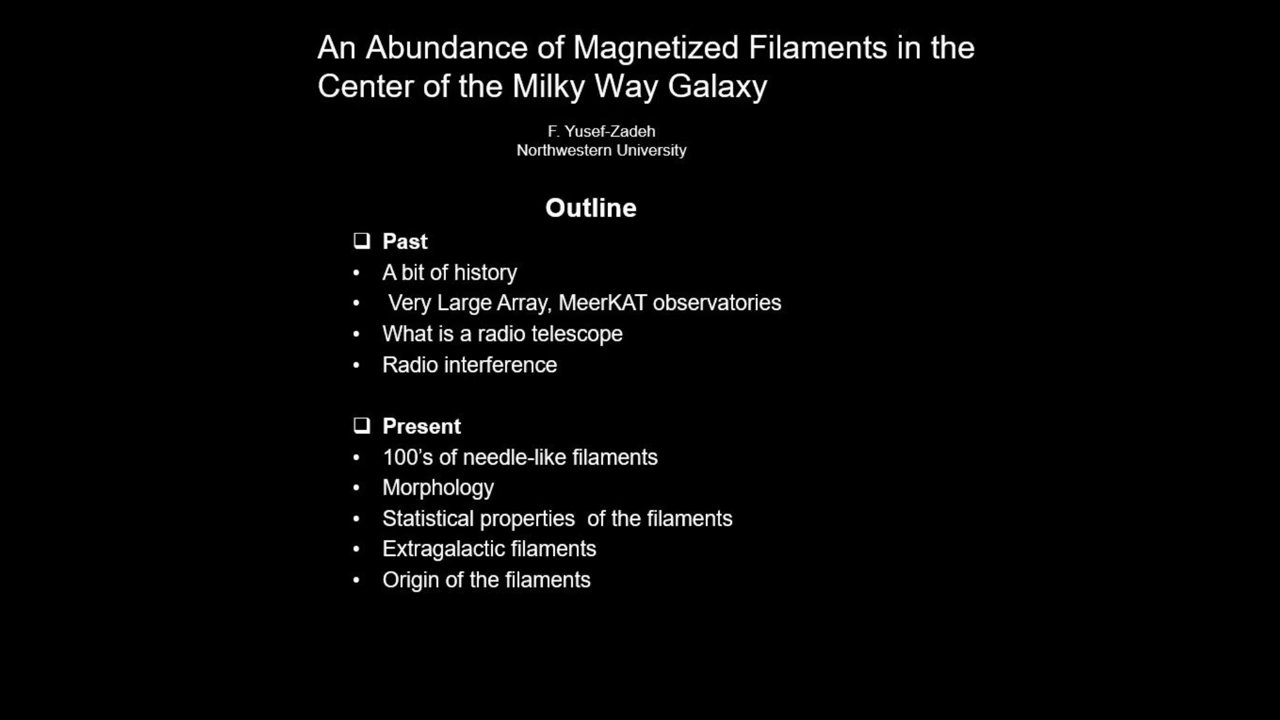 An Abundance of Magnetized Filaments in the
Center of the Milky Way Galaxy
F. Yusef-Zadeh
Northwestern University
Outline
❑ Past
• A bit of history
• Very Large Array, MeerKAT observatories
• What is a radio telescope
• Radio interference
❑ Present
• 100's of needle-like filaments
• Morphology
• Statistical properties  of the filaments
• Extragalactic filaments
• Origin of the filaments